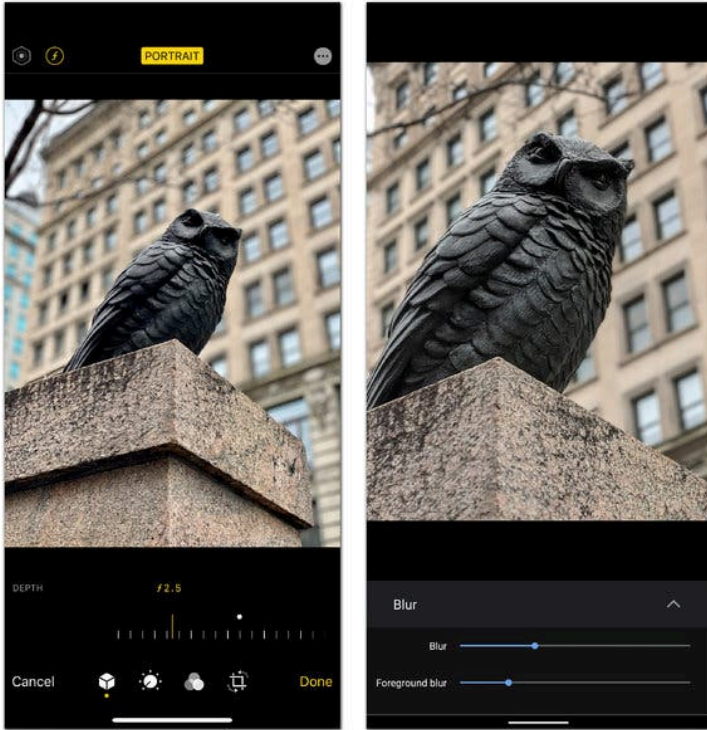 PORTRAIT
DEPTH
ƒ2.5
Cancel
Done
Blur
Blur
Foreground blur